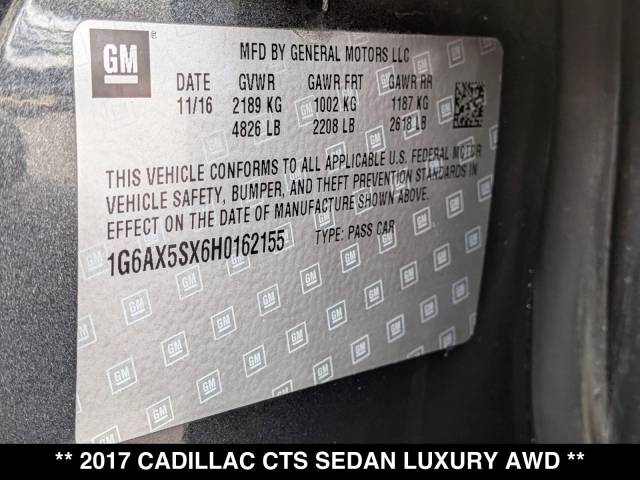 GM
MFD BY GENERAL MOTORS LLC
DATE GVWR GAWR FRT GAWR RR
11/16 2189 KG 1002 KG 1187 KG
4826 LB 2208 LB 2618 LB
THIS VEHICLE CONFORMS TO ALL APPLICABLE U.S. FEDERAL MOTOR
VEHICLE SAFETY, BUMPER, AND THEFT PREVENTION STANDARDS IN
EFFECT ON THE DATE OF MANUFACTURE SHOWN ABOVE.
1G6AX5SX6H0162155 TYPE: PASS CAR
** 2017 CADILLAC CTS SEDAN LUXURY AWD **